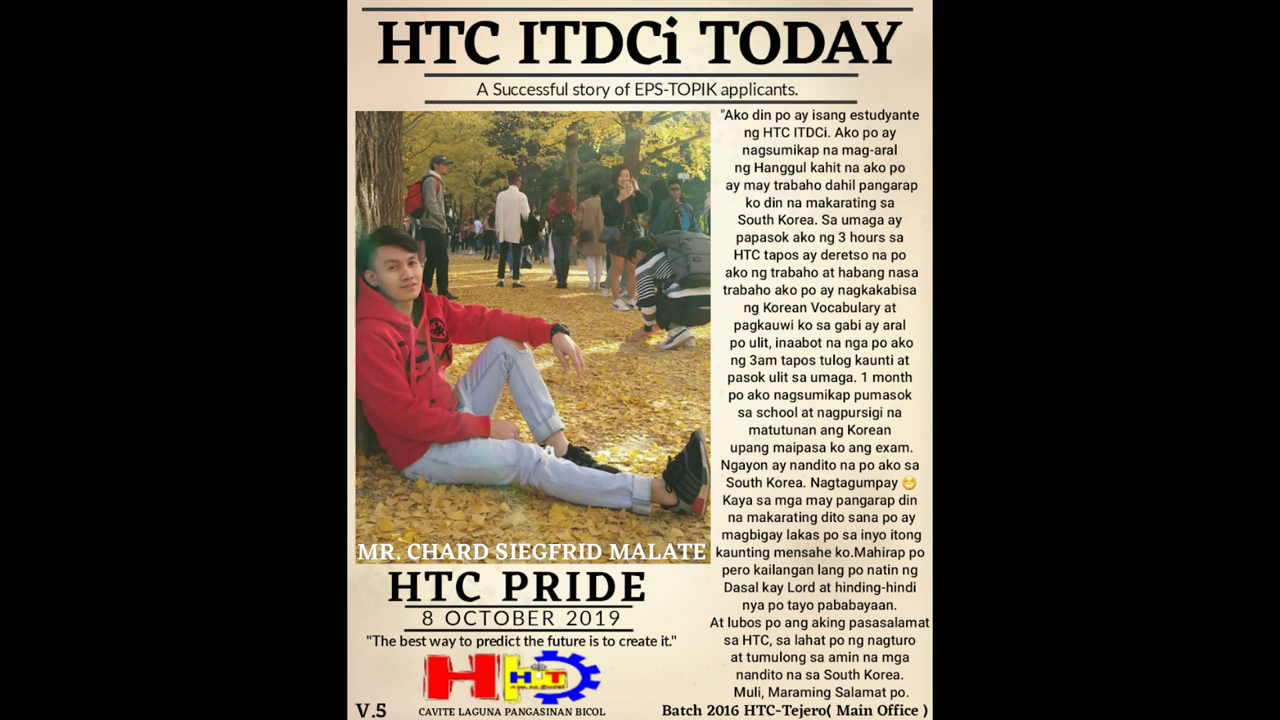 HTC ITDCi TODAY
A Successful story of EPS-TOPIK applicants.
"Ako din po ay isang estudyante
ng HTC ITDCi. Ako po ay
nagsumikap na mag-aral
ng Hanggul kahit na ako po
ay may trabaho dahil pangarap
ko din na makarating sa
South Korea. Sa umaga ay
papasok ako ng 3 hours sa
HTC tapos ay deretso na po
ako ng trabaho at habang nasa
trabaho ako po ay nagkakabisa
ng Korean Vocabulary at
pagkauwi ko sa gabi ay aral
po ulit, inaabot na nga po ako
ng 3am tapos tulog kaunti at
pasok ulit sa umaga. 1 month
po ako nagsumikap pumasok
sa school at nagpursigi na
matutunan ang Korean
upang maipasa ko ang exam.
Ngayon ay nandito na po ako sa
South Korea. Nagtagumpay 😁
Kaya sa mga may pangarap din
na makarating dito sana po ay
magbigay lakas po sa inyo itong
kaunting mensahe ko.Mahirap po
pero kailangan lang po natin ng
Dasal kay Lord at hinding-hindi
nya po tayo pababayaan.
At lubos po ang aking pasasalamat
sa HTC, sa lahat po ng nagturo
at tumulong sa amin na mga
nandito na sa South Korea.
Muli, Maraming Salamat po.
Batch 2016 HTC-Tejero( Main Office )
MR. CHARD SIEGFRID MALATE
HTC PRIDE
8 OCTOBER 2019
"The best way to predict the future is to create it."
CAVITE LAGUNA PANGASINAN BICOL
V.5